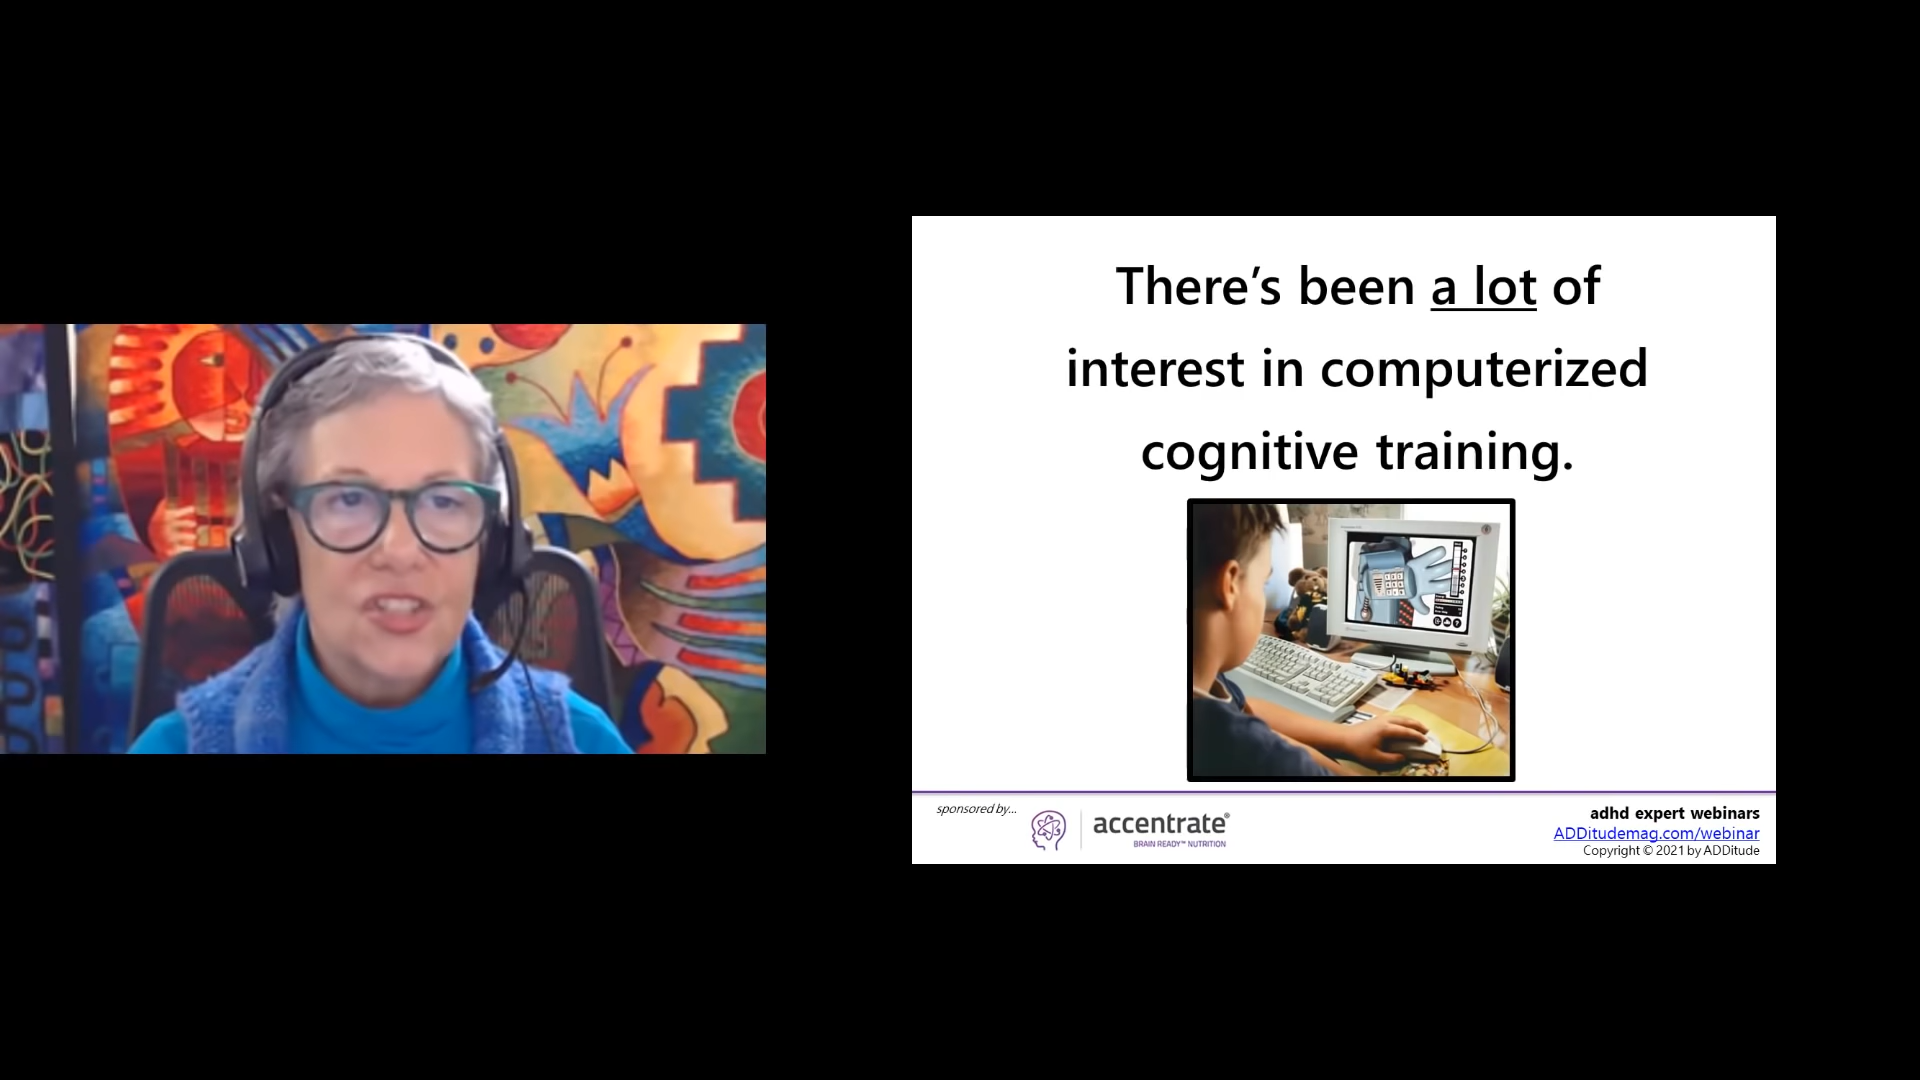 There's been a lot of
interest in computerized
cognitive training.
sponsored by...
accentrate®
BRAIN READY™ NUTRITION
adhd expert webinars
ADDitudemag.com/webinar
Copyright © 2021 by ADDitude